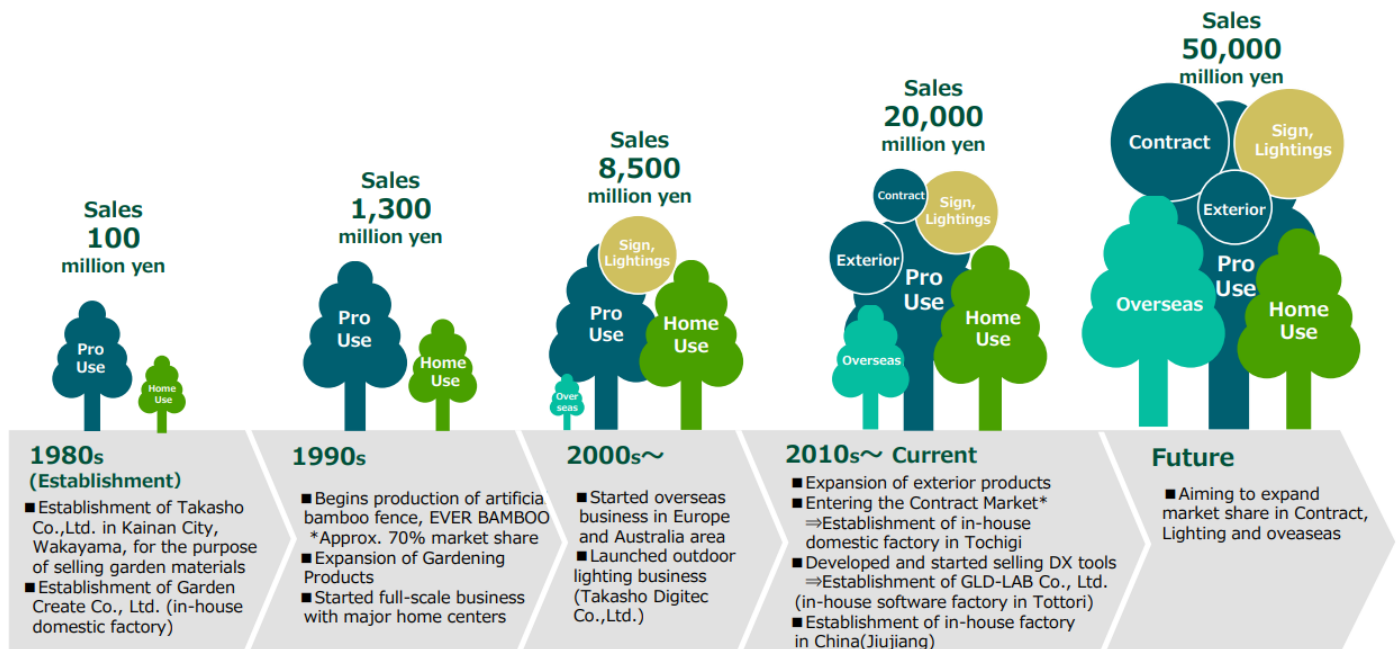 Sales
100
million yen
Pro
Use
Home
Use
1980s
(Establishment)
■Establishment of Takasho
Co.,Ltd. in Kainan City,
Wakayama, for the purpose
of selling garden materials
■Establishment of Garden
Create Co., Ltd. (in-house
domestic factory)
Sales
1,300
million yen
Pro
Use
Home
Use
1990s
■Begins production of artificia
bamboo fence, EVER BAMBOO
*Approx. 70% market share
■Expansion of Gardening
Products
■Started full-scale business
with major home centers
Sales
8,500
million yen
Sign,
Lightings
Pro
Use
Home
Use
Over
seas
2000s～
■Started overseas
business in Europe
and Australia area
■Launched outdoor
lighting business
(Takasho Digitec
Co.,Ltd.)
Sales
20,000
million yen
Contract
Sign,
Lightings
Exterior
Pro
Use
Home
Use
Overseas
2010s～ Current
■Expansion of exterior products
■Entering the Contract Market*
⇒Establishment of in-house
domestic factory in Tochigi
■Developed and started selling DX tools
⇒Establishment of GLD-LAB Co., Ltd.
(in-house software factory in Tottori)
■Establishment of in-house factory
in China(Jiujiang)
Sales
50,000
million yen
Contract
Sign,
Lightings
Exterior
Pro
Use
Overseas
Home
Use
Future
■Aiming to expand
market share in Contract,
Lighting and oveaseas